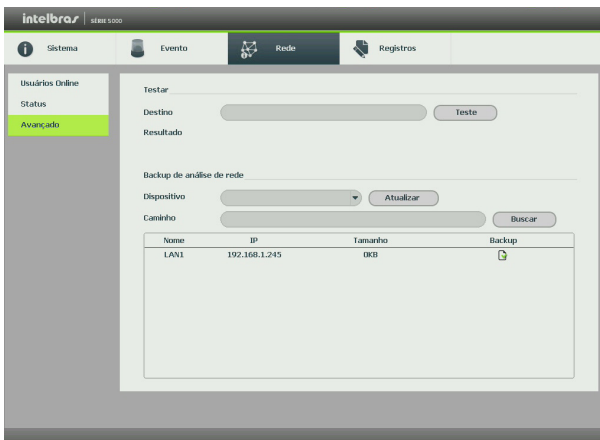 intelbras série 5000
Sistema Evento Rede Registros
Usuários Online
Status
Avançado
Testar
Destino Teste
Resultado
Backup de análise de rede
Dispositivo Atualizar
Caminho Buscar
Nome IP Tamanho Backup
LAN1 192.168.1.245 0KB